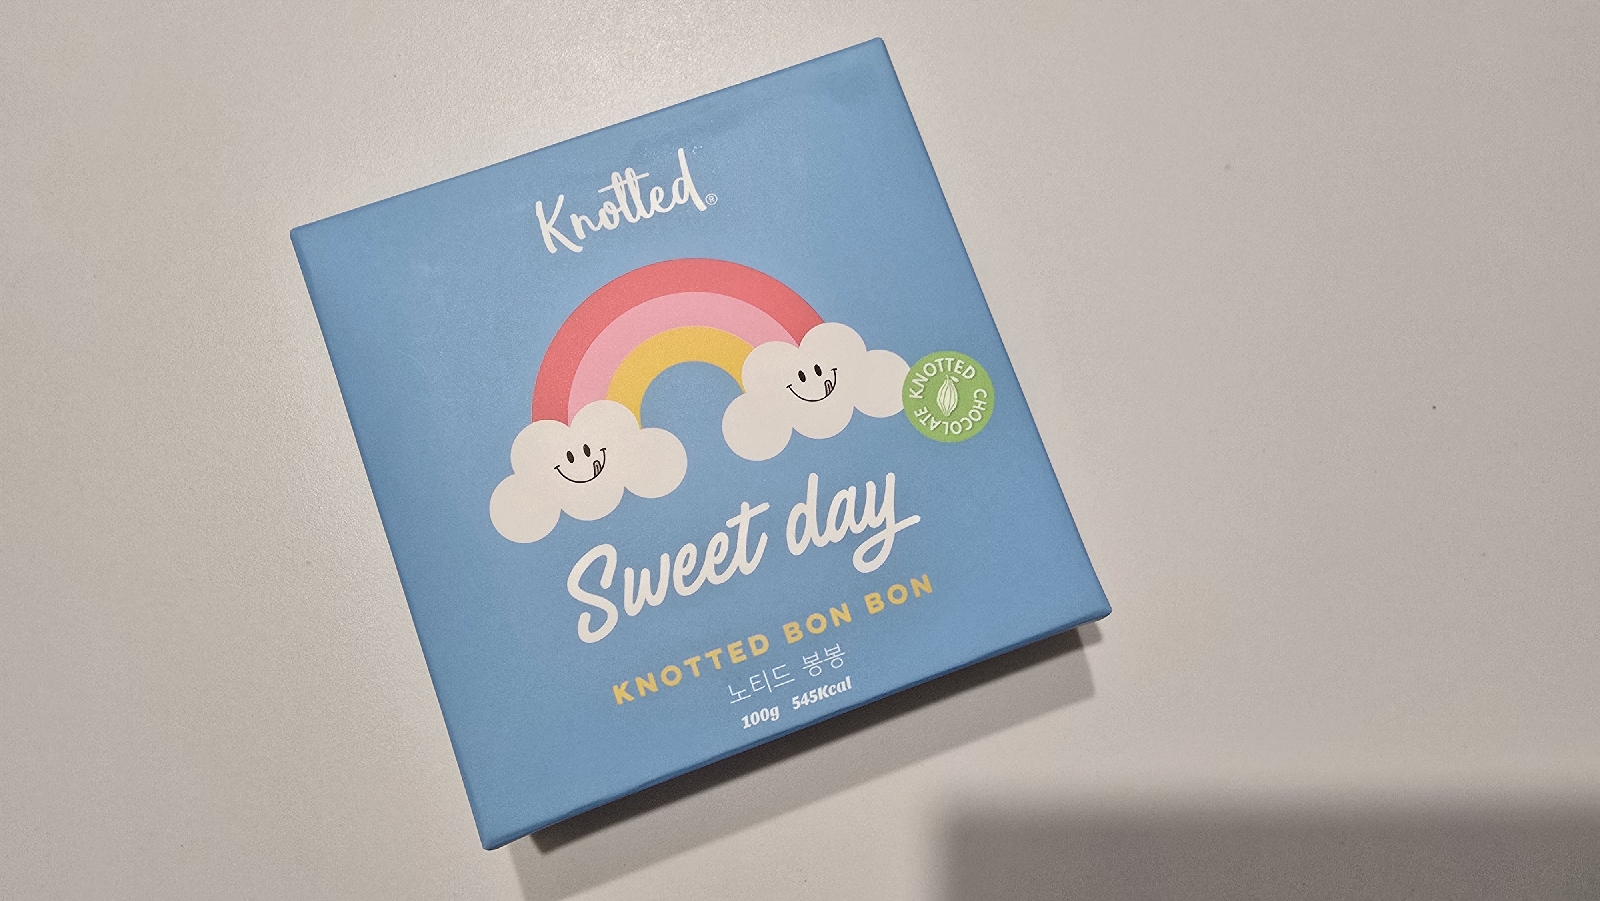 Knotted®
KNOTTED CHOCOLATE
Sweet day
KNOTTED BON BON
노티드 봉봉
100g 545Kcal